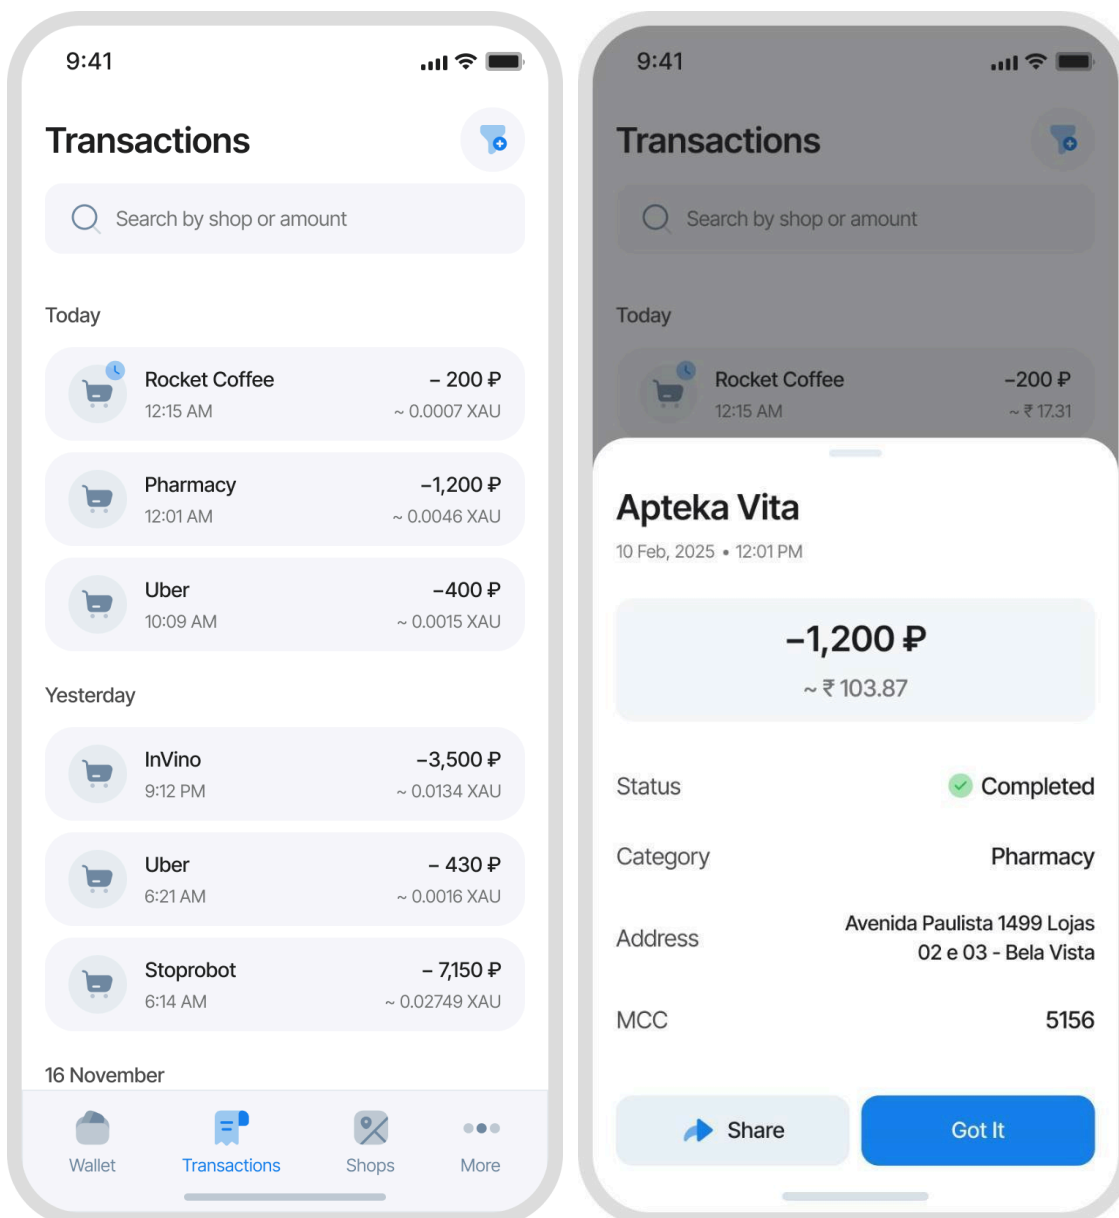 9:41
Transactions
Search by shop or amount
Today
Rocket Coffee
– 200 ₽
12:15 AM
~ 0.0007 XAU
Pharmacy
–1,200 ₽
12:01 AM
~ 0.0046 XAU
Uber
–400 ₽
10:09 AM
~ 0.0015 XAU
Yesterday
InVino
–3,500 ₽
9:12 PM
~ 0.0134 XAU
Uber
– 430 ₽
6:21 AM
~ 0.0016 XAU
Stoprobot
– 7,150 ₽
6:14 AM
~ 0.02749 XAU
16 November
Wallet
Transactions
Shops
More
9:41
Transactions
Search by shop or amount
Today
Rocket Coffee
–200 ₽
12:15 AM
~ ₹ 17.31
Apteka Vita
10 Feb, 2025 • 12:01 PM
–1,200 ₽
~ ₹ 103.87
Status
Completed
Category
Pharmacy
Address
Avenida Paulista 1499 Lojas
02 e 03 - Bela Vista
MCC
5156
Share
Got It